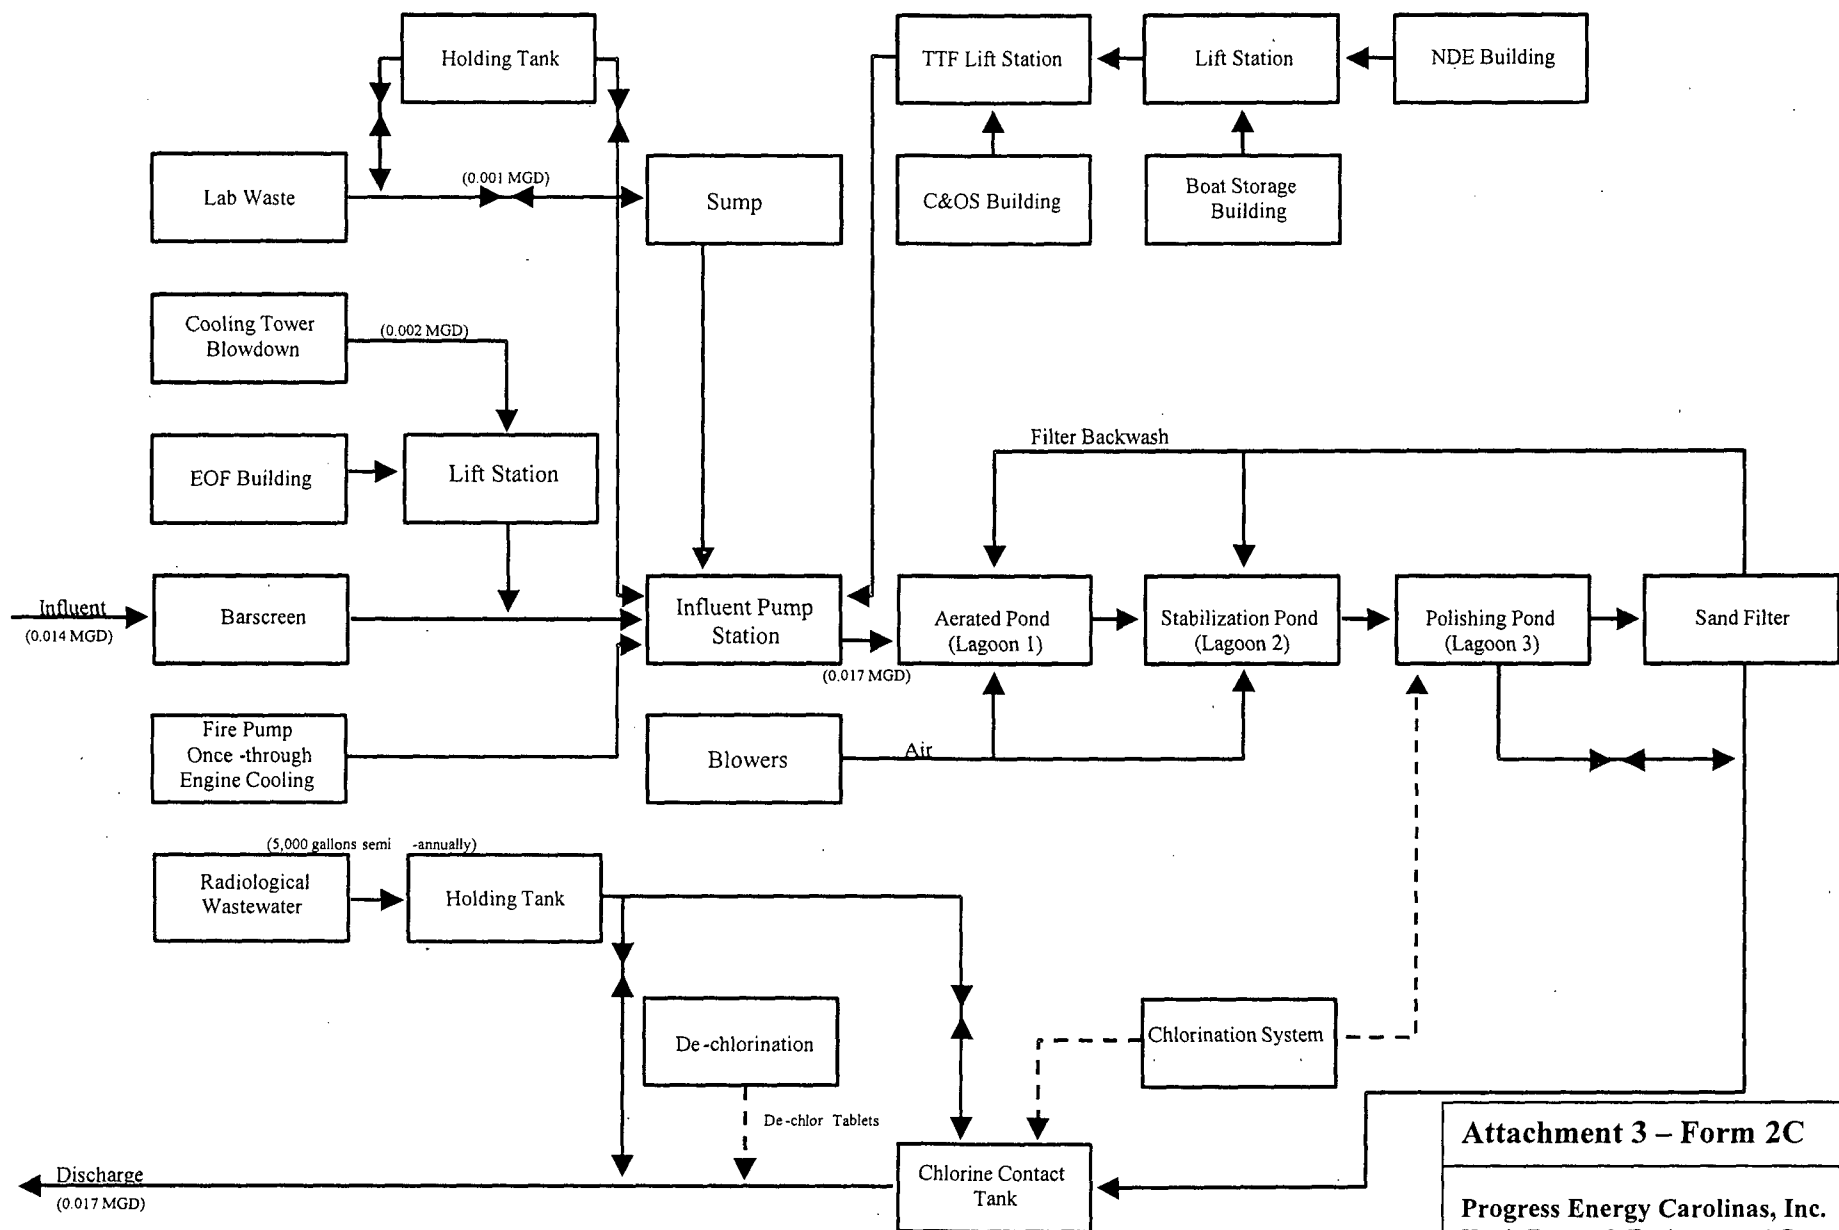 Holding Tank
TTF Lift Station
Lift Station
NDE Building
Lab Waste
(0.001 MGD)
Sump
C&OS Building
Boat Storage
Building
Cooling Tower
Blowdown
(0.002 MGD)
EOF Building
Lift Station
Filter Backwash
Influent
(0.014 MGD)
Barscreen
Influent Pump
Station
(0.017 MGD)
Aerated Pond
(Lagoon 1)
Stabilization Pond
(Lagoon 2)
Polishing Pond
(Lagoon 3)
Sand Filter
Fire Pump
Once -through
Engine Cooling
Blowers
Air
(5,000 gallons semi -annually)
Radiological
Wastewater
Holding Tank
De-chlorination
De-chlor Tablets
Chlorination System
Chlorine Contact
Tank
Discharge
(0.017 MGD)
Attachment 3 – Form 2C
Progress Energy Carolinas, Inc.